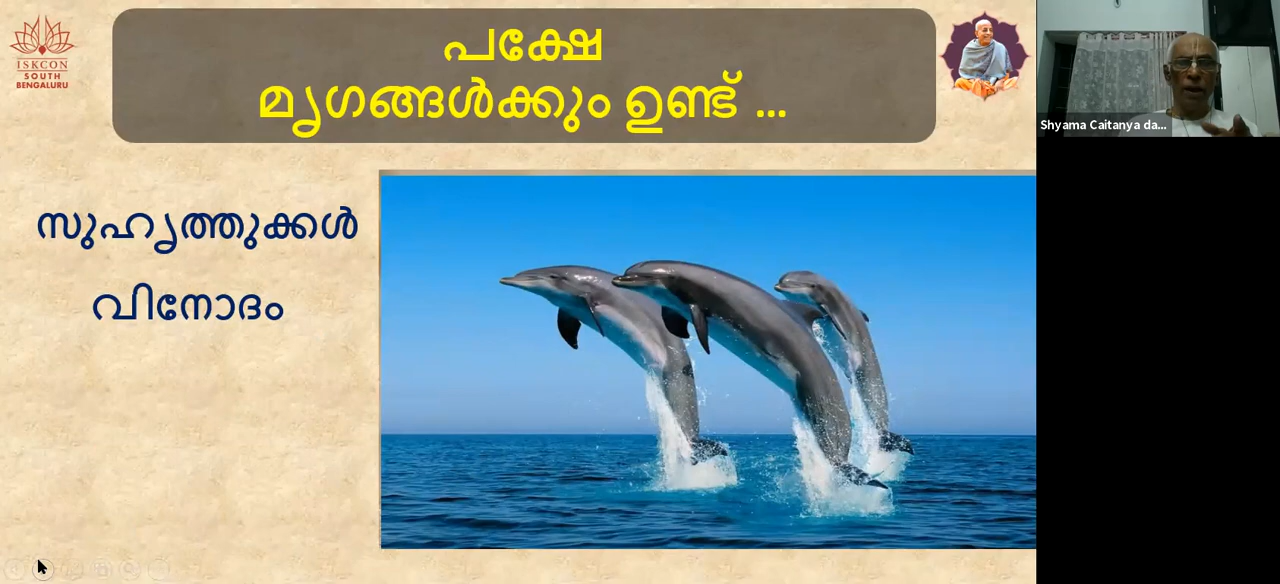 ISKCON
SOUTH
BENGALURU
പക്ഷേ
മൃഗങ്ങൾക്കും ഉണ്ട് ...
സുഹൃത്തുക്കൾ
വിനോദം
Shyama Caitanya da...